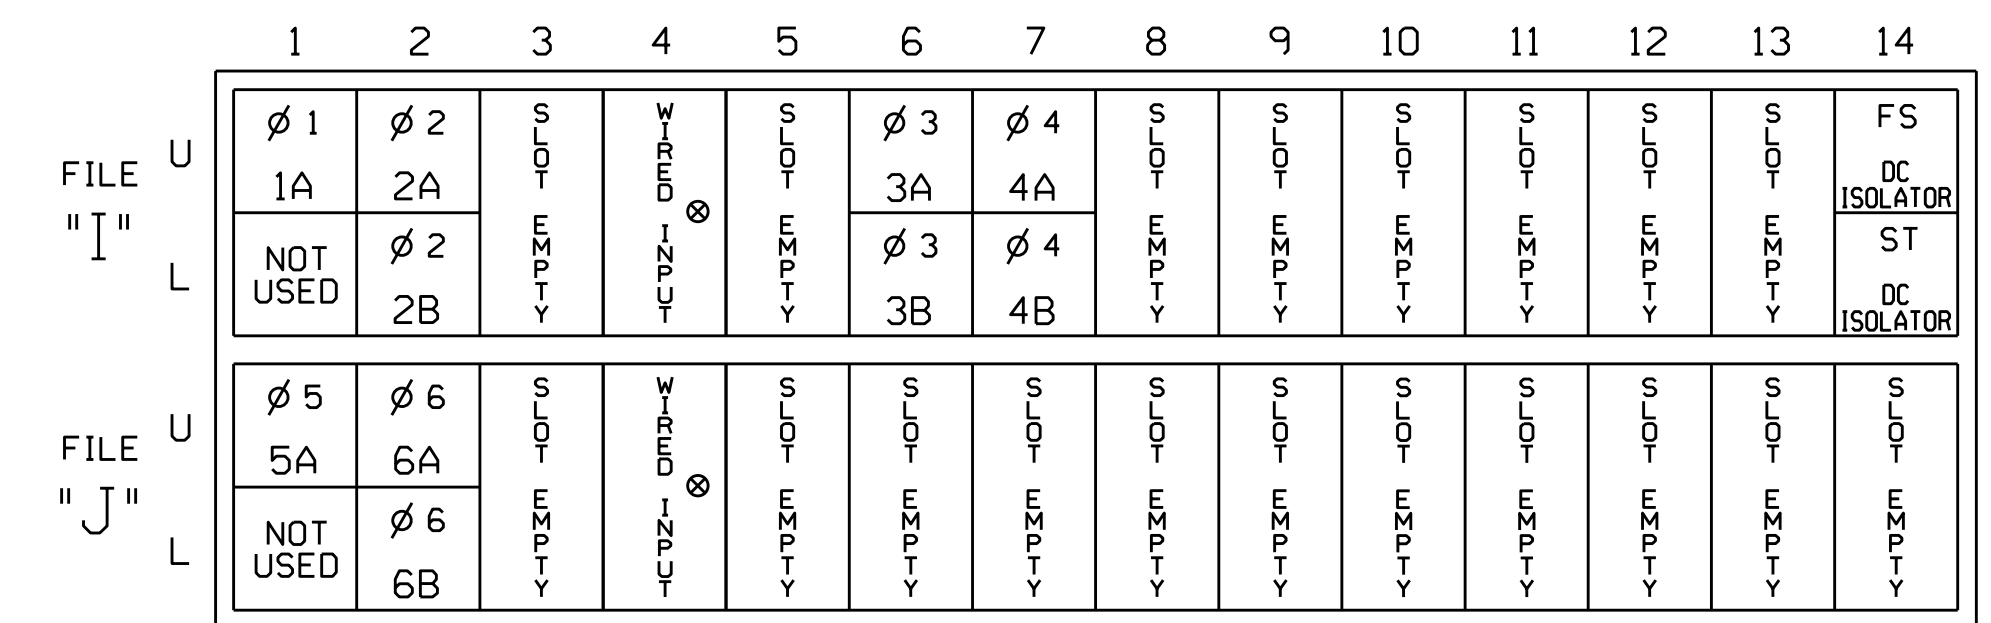 1 2 3 4 5 6 7 8 9 10 11 12 13 14
FILE
"I"
U
L
Ø 1
1A
NOT
USED
Ø 2
2A
Ø 2
2B
SLOT EMPTY
WIRED INPUT
SLOT EMPTY
Ø 3
3A
Ø 3
3B
Ø 4
4A
Ø 4
4B
SLOT EMPTY
SLOT EMPTY
SLOT EMPTY
SLOT EMPTY
SLOT EMPTY
SLOT EMPTY
FS
DC
ISOLATOR
ST
DC
ISOLATOR
FILE
"J"
U
L
Ø 5
5A
NOT
USED
Ø 6
6A
Ø 6
6B
SLOT EMPTY
WIRED INPUT
SLOT EMPTY
SLOT EMPTY
SLOT EMPTY
SLOT EMPTY
SLOT EMPTY
SLOT EMPTY
SLOT EMPTY
SLOT EMPTY
SLOT EMPTY
SLOT EMPTY